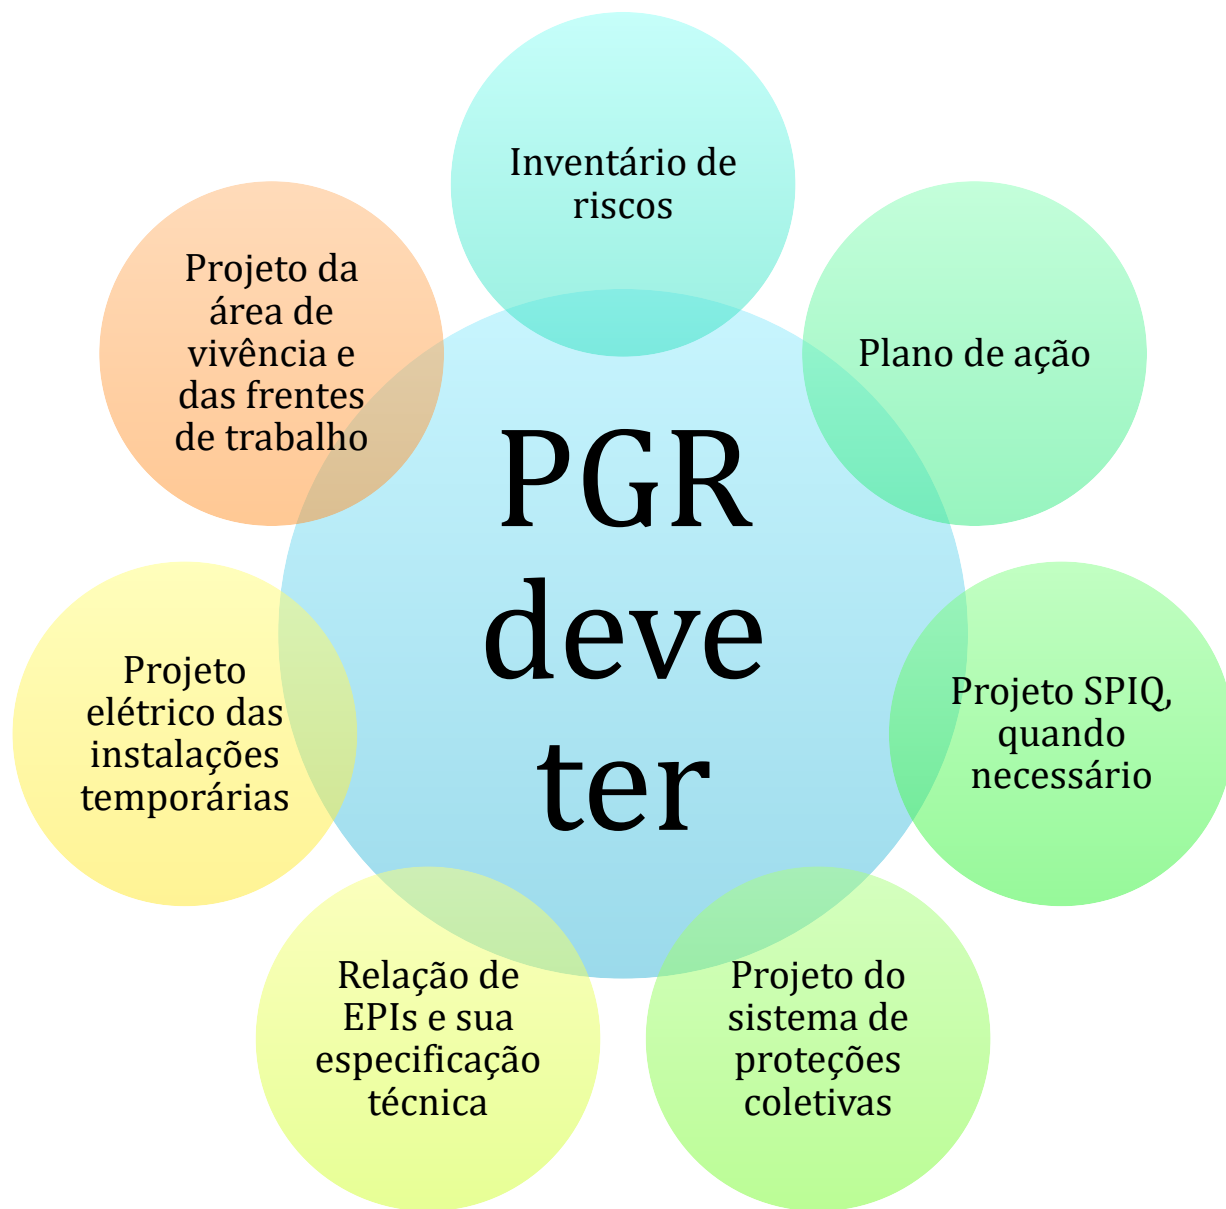 PGR
deve
ter
Inventário de
riscos
Plano de ação
Projeto SPIQ,
quando
necessário
Projeto do
sistema de
proteções
coletivas
Relação de
EPIs e sua
especificação
técnica
Projeto
elétrico das
instalações
temporárias
Projeto da
área de
vivência e
das frentes
de trabalho